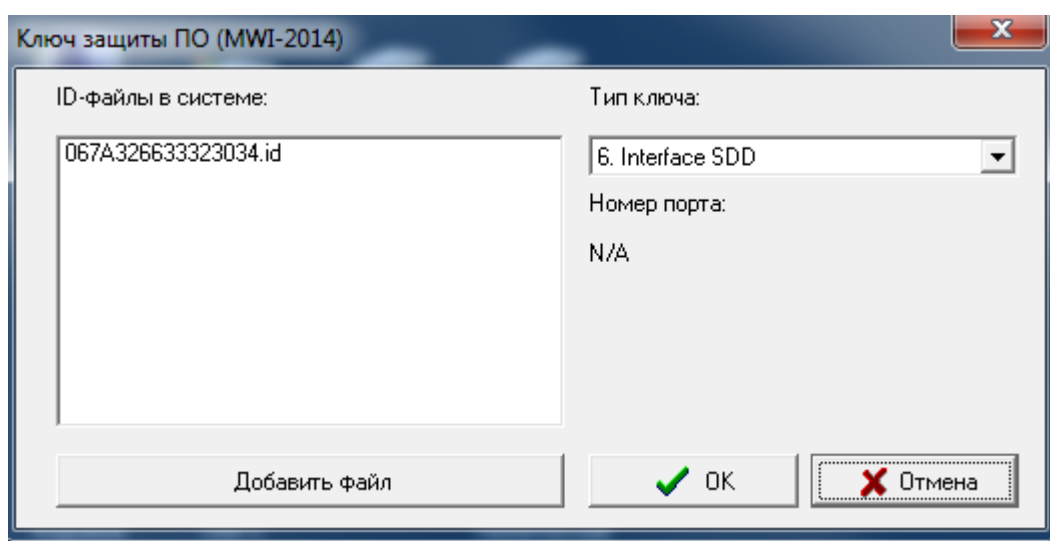 Ключ защиты ПО (MWI-2014)
ID-файлы в системе:
067A326633323034.id
Тип ключа:
6. Interface SDD
Номер порта:
N/A
Добавить файл
OK
Отмена